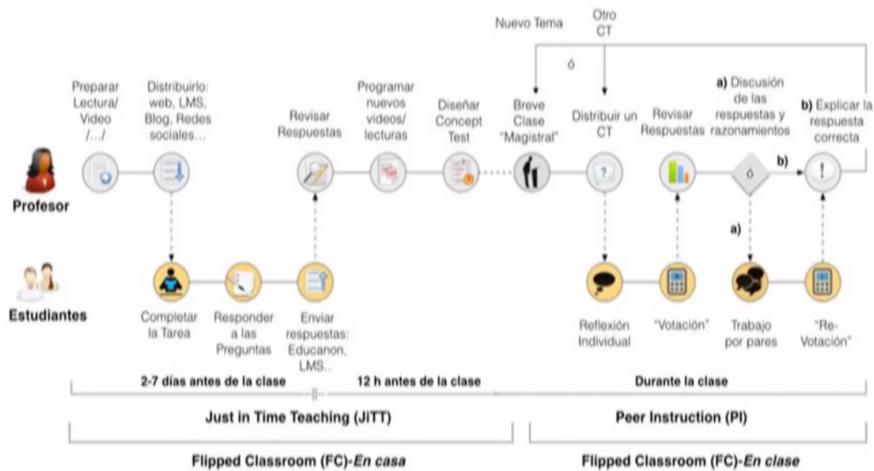 Nuevo Tema
Otro
CT
ó
Preparar
Lectura/
Video
/.../
Distribuirlo:
web, LMS,
Blog, Redes
sociales...
Revisar
Respuestas
Programar
nuevos
videos/
lecturas
Diseñar
Concept
Test
Breve
Clase
"Magistral"
Distribuir un
CT
Revisar
Respuestas
a) Discusión
de las
respuestas y
razonamientos
b) Explicar la
respuesta
correcta
Profesor
?
ó
b)
!
a)
Estudiantes
Completar
la Tarea
Responder
a las
Preguntas
Enviar
respuestas:
Educanon,
LMS..
Reflexión
Individual
"Votación"
Trabajo
por pares
"Re-
Votación"
2-7 días antes de la clase
12 h antes de la clase
Durante la clase
Just in Time Teaching (JiTT)
Peer Instruction (PI)
Flipped Classroom (FC)-En casa
Flipped Classroom (FC)-En clase